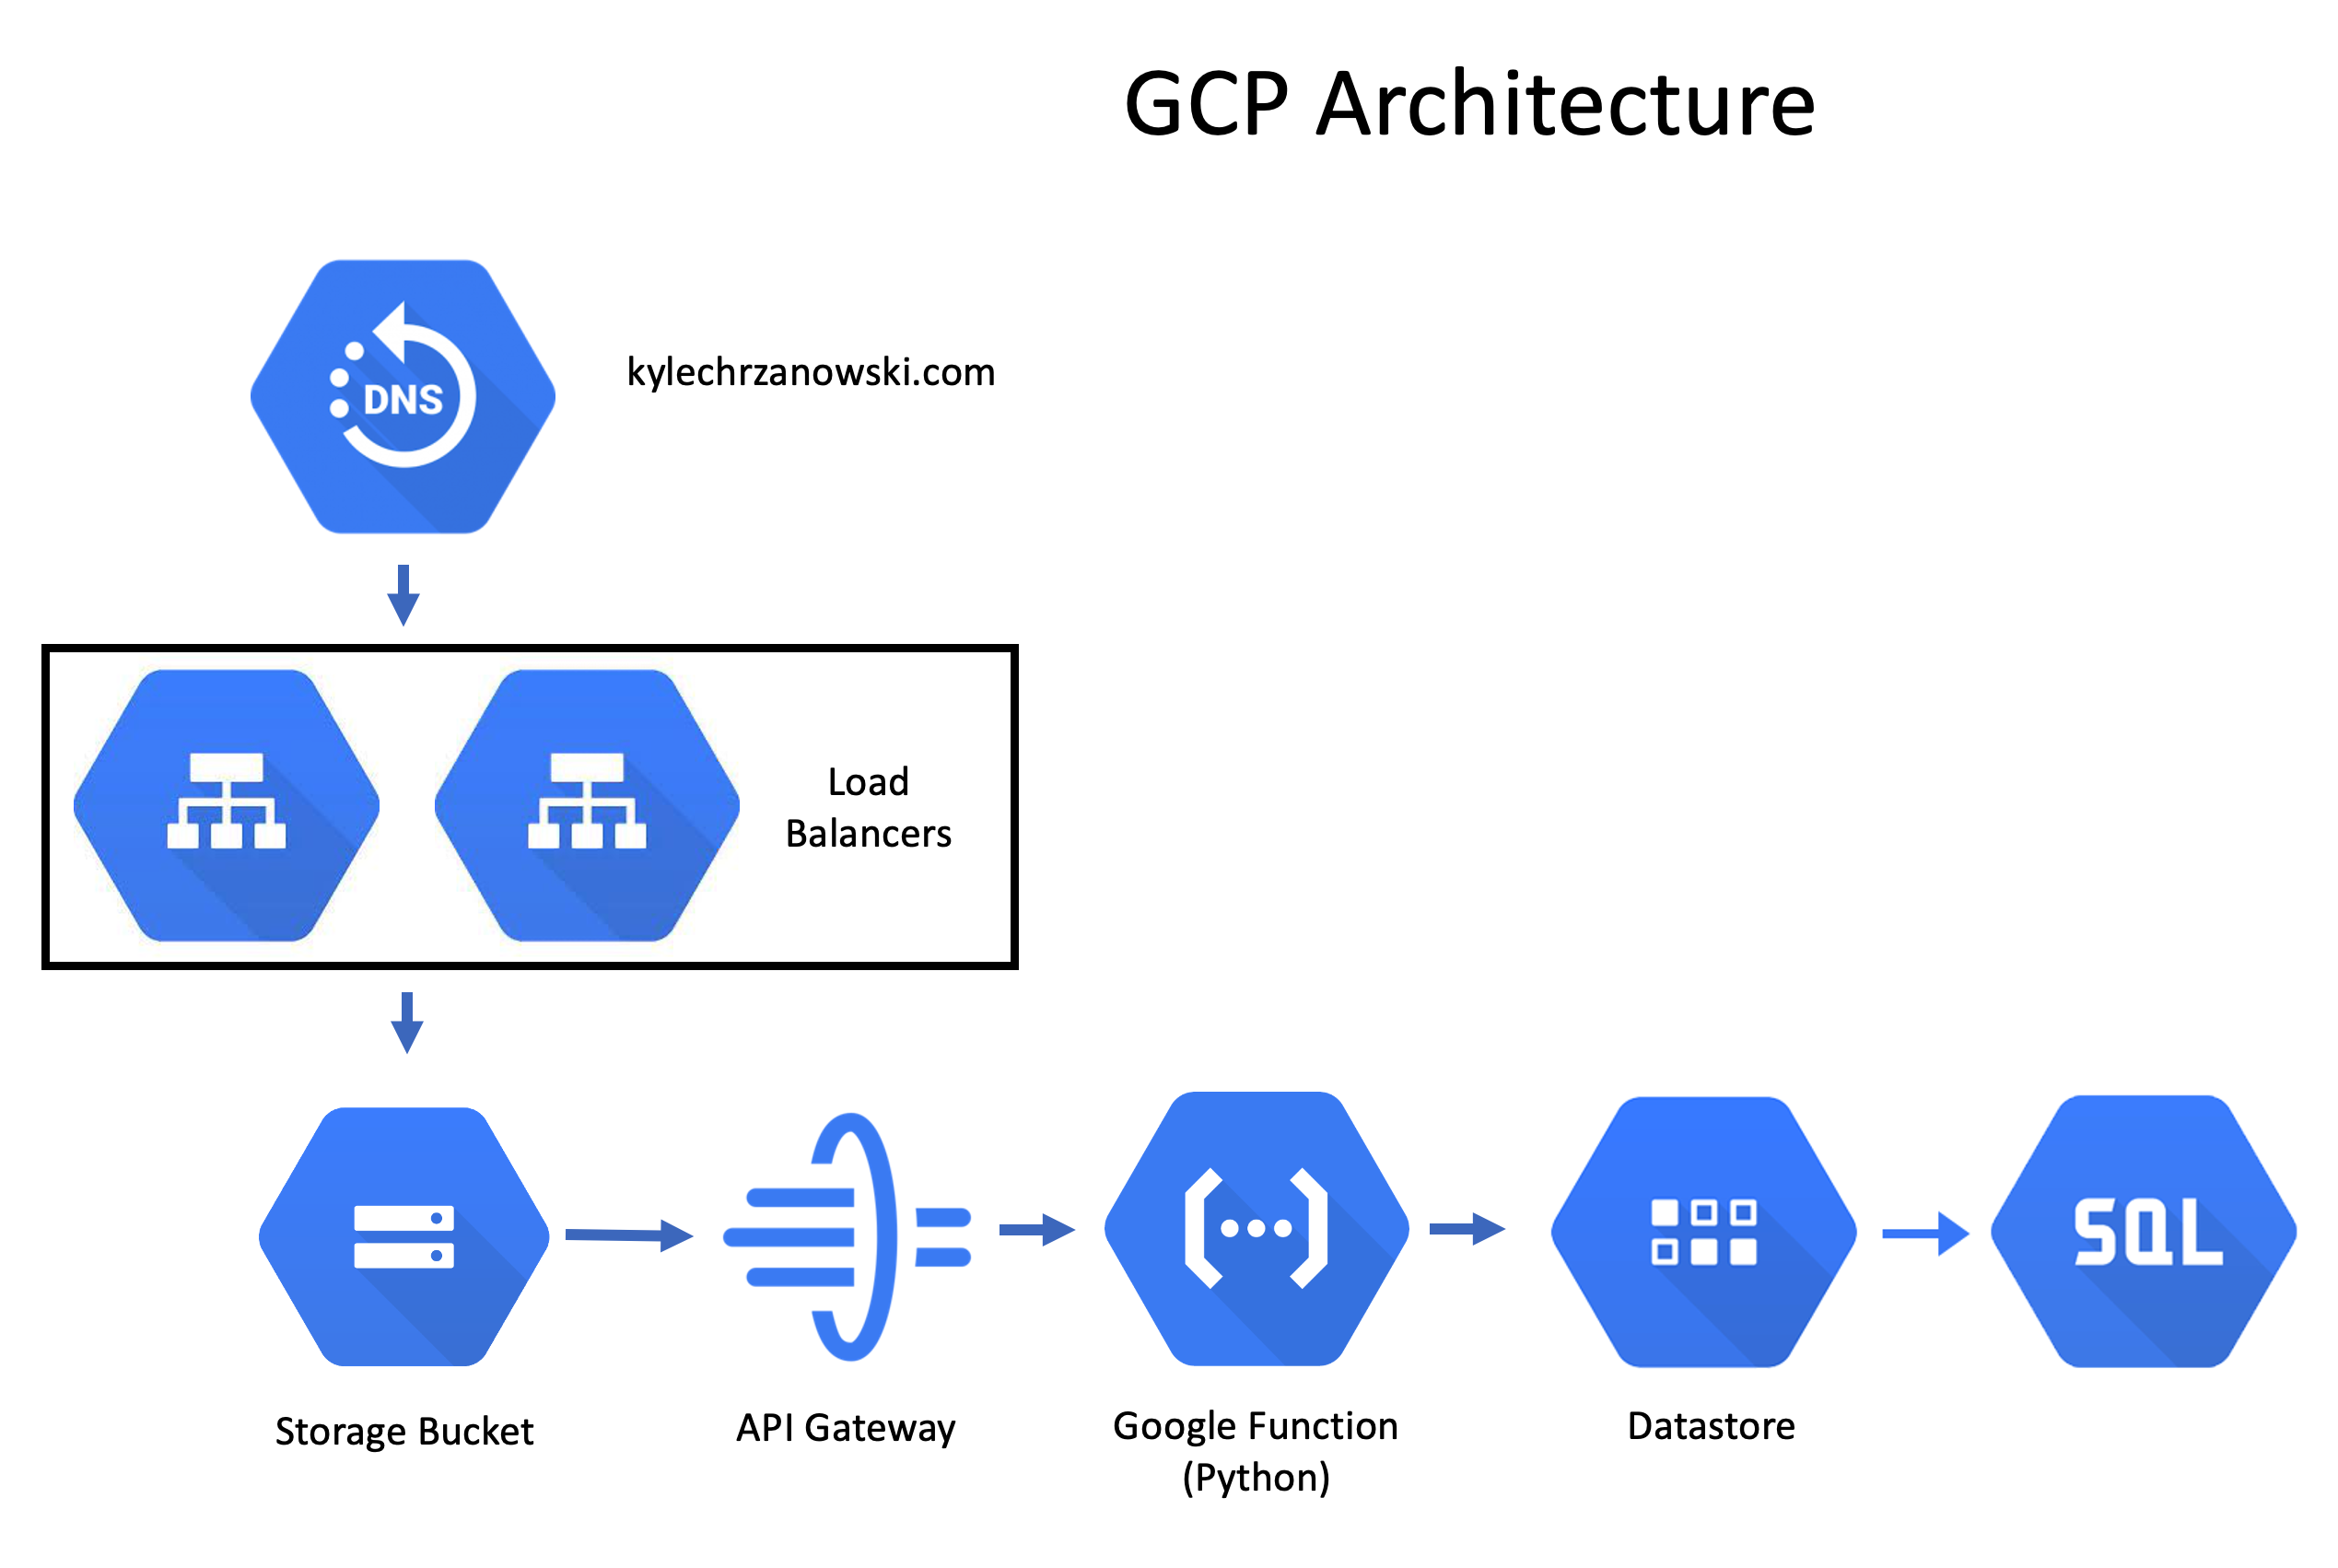 GCP Architecture
DNS
kylechrzanowski.com
Load
Balancers
SQL
Storage Bucket
API Gateway
Google Function
(Python)
Datastore